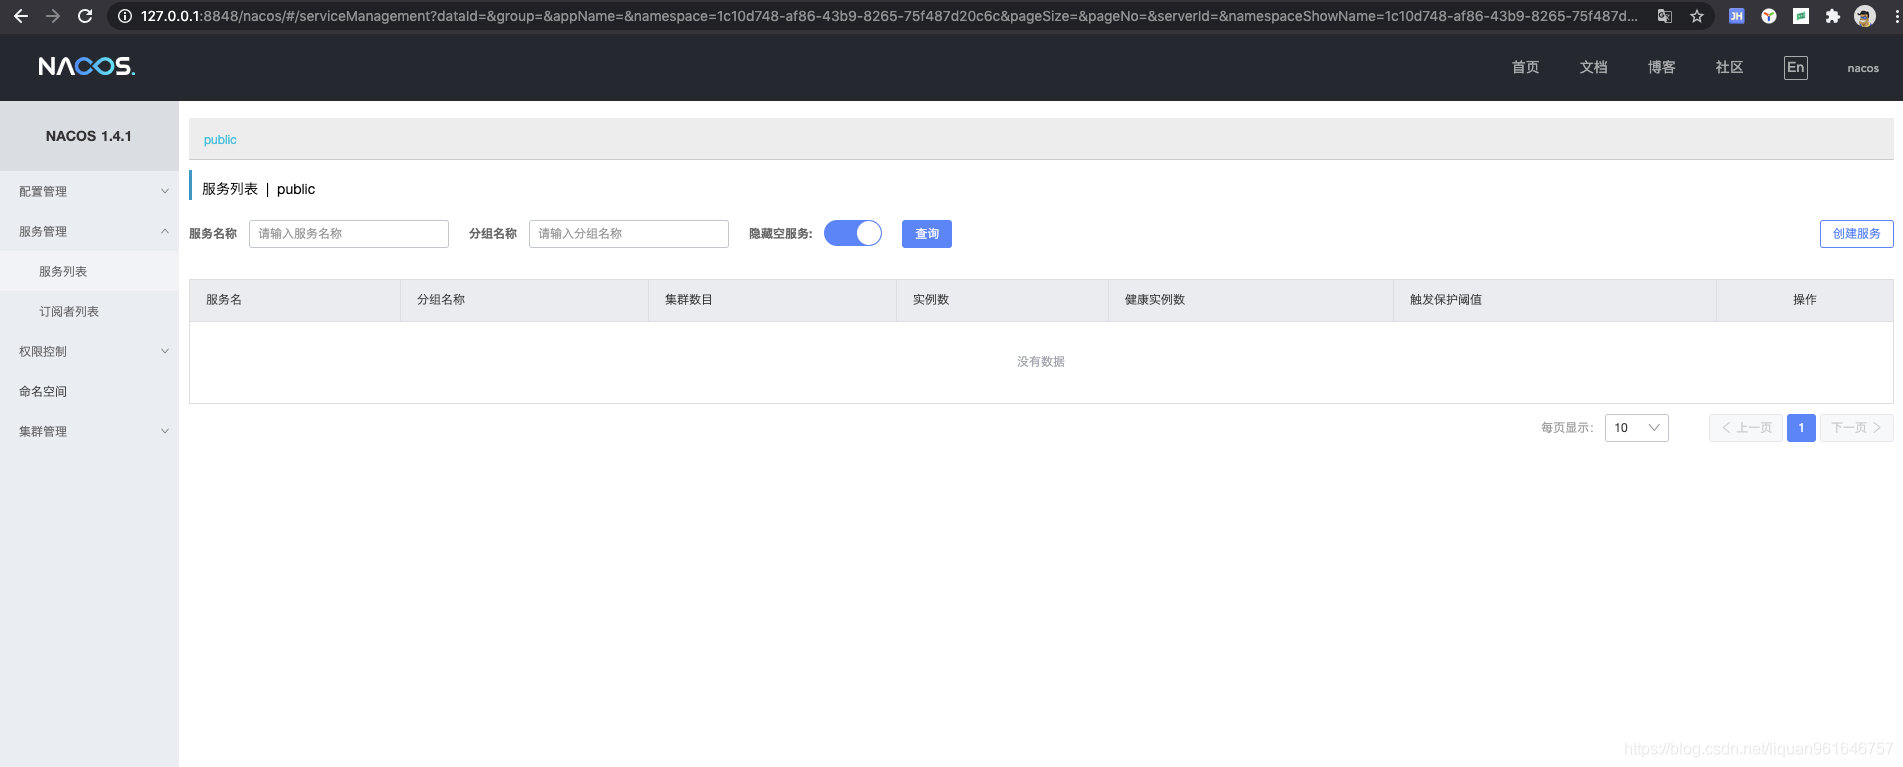 127.0.0.1:8848/nacos/#/serviceManagement?dataId=&group=&appName=&namespace=1c10d748-af86-43b9-8265-75f487d20c6c&pageSize=&pageNo=&serverId=&namespaceShowName=1c10d748-af86-43b9-8265-75f487d...
JH
NACOS.
首页 文档 博客 社区 En nacos
NACOS 1.4.1
配置管理
服务管理
服务列表
订阅者列表
权限控制
命名空间
集群管理
public
服务列表 | public
服务名称 请输入服务名称 分组名称 请输入分组名称 隐藏空服务: 查询 创建服务
服务名 分组名称 集群数目 实例数 健康实例数 触发保护阈值 操作
没有数据
每页显示: 10 上一页 1 下一页
https://blog.csdn.net/liquan961646757